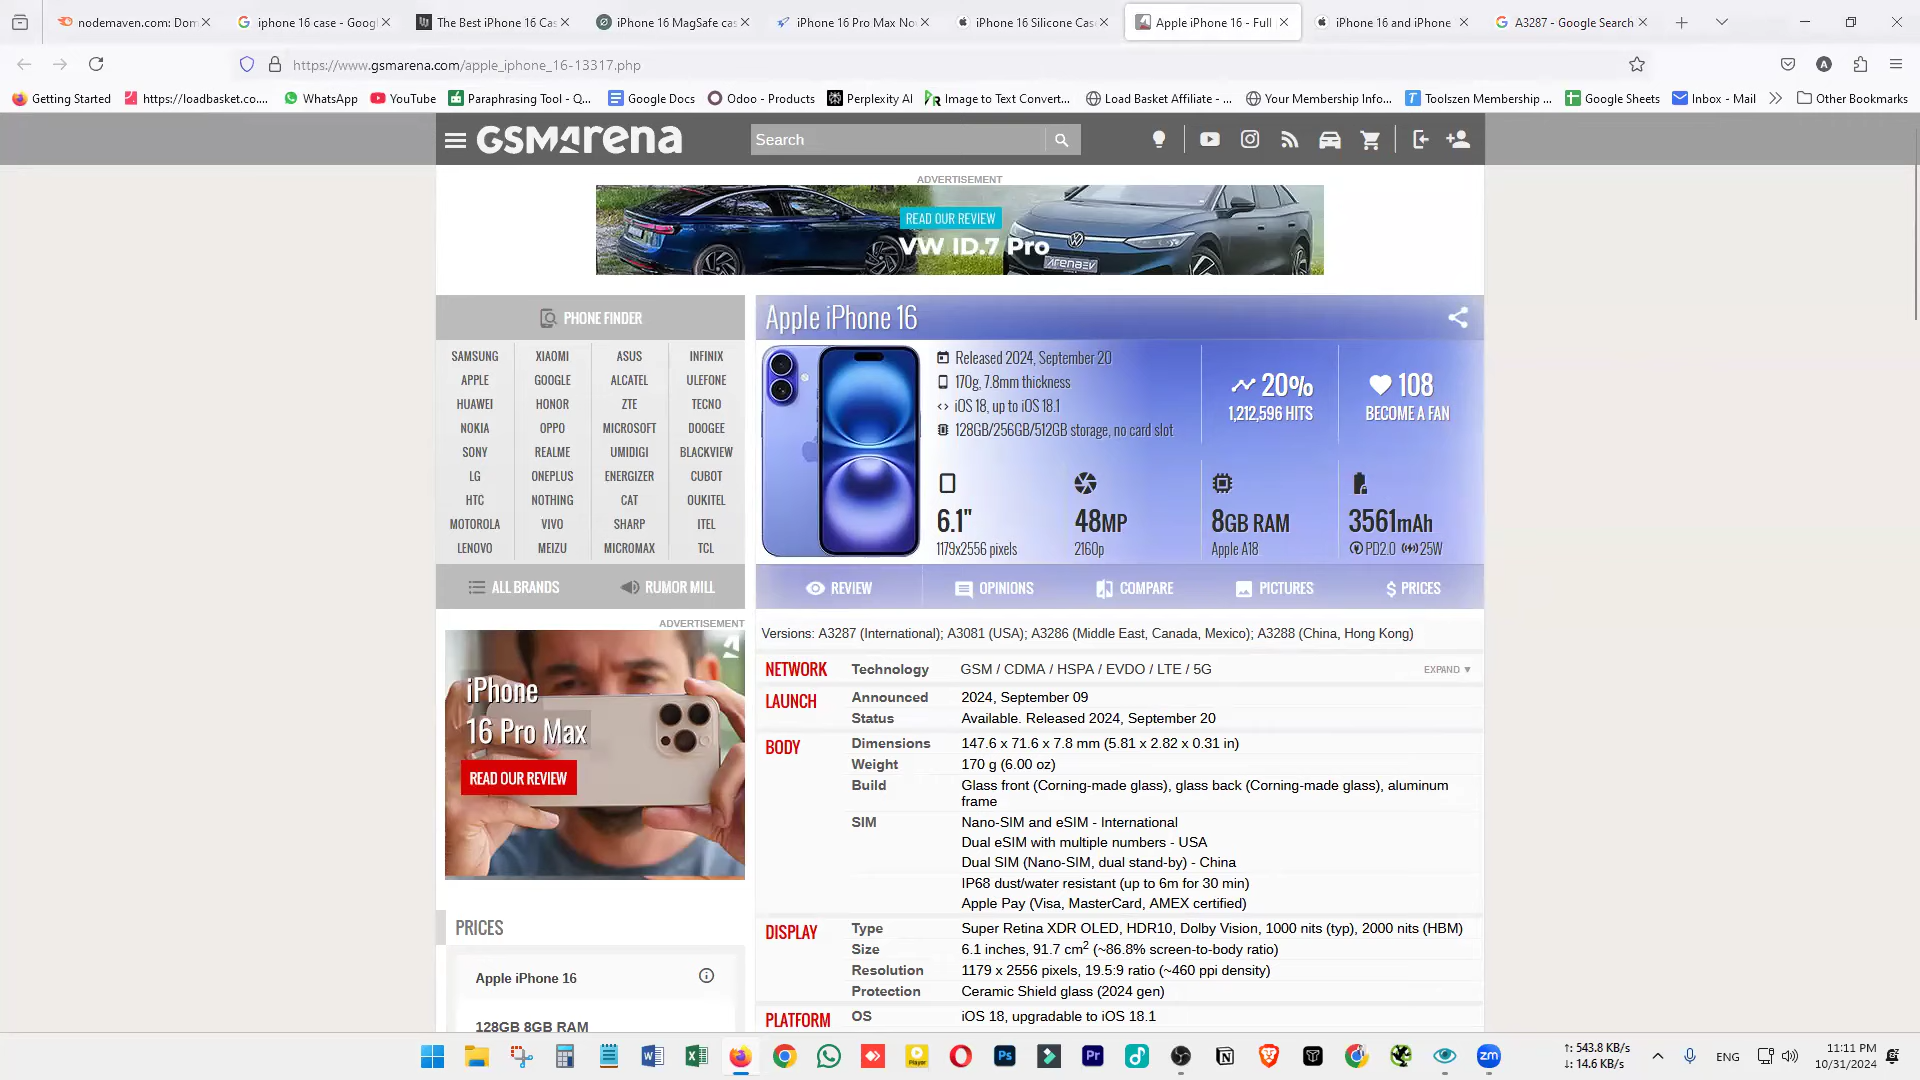 nodemaven.com: Dom
iphone 16 case - Googl
The Best iPhone 16 Cas
iPhone 16 MagSafe cas
iPhone 16 Pro Max No
iPhone 16 Silicone Cas
Apple iPhone 16 - Full
iPhone 16 and iPhone
A3287 - Google Search
https://www.gsmarena.com/apple_iphone_16-13317.php
Getting Started
https://loadbasket.co....
WhatsApp
YouTube
Paraphrasing Tool - Q...
Google Docs
Odoo - Products
Perplexity AI
Image to Text Convert...
Load Basket Affiliate - ...
Your Membership Info...
Toolszen Membership ...
Google Sheets
Inbox - Mail
Other Bookmarks
GSMArena
Search
ADVERTISEMENT
READ OUR REVIEW
VW ID.7 Pro
ArenaEV
PHONE FINDER
SAMSUNG XIAOMI ASUS INFINIX
APPLE GOOGLE ALCATEL ULEFONE
HUAWEI HONOR ZTE TECNO
NOKIA OPPO MICROSOFT DOOGEE
SONY REALME UMIDIGI BLACKVIEW
LG ONEPLUS ENERGIZER CUBOT
HTC NOTHING CAT OUKITEL
MOTOROLA VIVO SHARP ITEL
LENOVO MEIZU MICROMAX TCL
ALL BRANDS RUMOR MILL
ADVERTISEMENT
iPhone
16 Pro Max
READ OUR REVIEW
PRICES
Apple iPhone 16
128GB 8GB RAM
Apple iPhone 16
Released 2024, September 20
170g, 7.8mm thickness
iOS 18, up to iOS 18.1
128GB/256GB/512GB storage, no card slot
20%
1,212,596 HITS
108
BECOME A FAN
6.1"
1179x2556 pixels
48MP
2160p
8GB RAM
Apple A18
3561mAh
PD2.0 25W
REVIEW OPINIONS COMPARE PICTURES PRICES
Versions: A3287 (International); A3081 (USA); A3286 (Middle East, Canada, Mexico); A3288 (China, Hong Kong)
NETWORK Technology GSM / CDMA / HSPA / EVDO / LTE / 5G EXPAND ▼
LAUNCH Announced 2024, September 09
Status Available. Released 2024, September 20
BODY Dimensions 147.6 x 71.6 x 7.8 mm (5.81 x 2.82 x 0.31 in)
Weight 170 g (6.00 oz)
Build Glass front (Corning-made glass), glass back (Corning-made glass), aluminum
frame
SIM Nano-SIM and eSIM - International
Dual eSIM with multiple numbers - USA
Dual SIM (Nano-SIM, dual stand-by) - China
IP68 dust/water resistant (up to 6m for 30 min)
Apple Pay (Visa, MasterCard, AMEX certified)
DISPLAY Type Super Retina XDR OLED, HDR10, Dolby Vision, 1000 nits (typ), 2000 nits (HBM)
Size 6.1 inches, 91.7 cm2 (~86.8% screen-to-body ratio)
Resolution 1179 x 2556 pixels, 19.5:9 ratio (~460 ppi density)
Protection Ceramic Shield glass (2024 gen)
PLATFORM OS iOS 18, upgradable to iOS 18.1
↑: 543.8 KB/s
↓: 14.6 KB/s
ENG
11:11 PM
10/31/2024